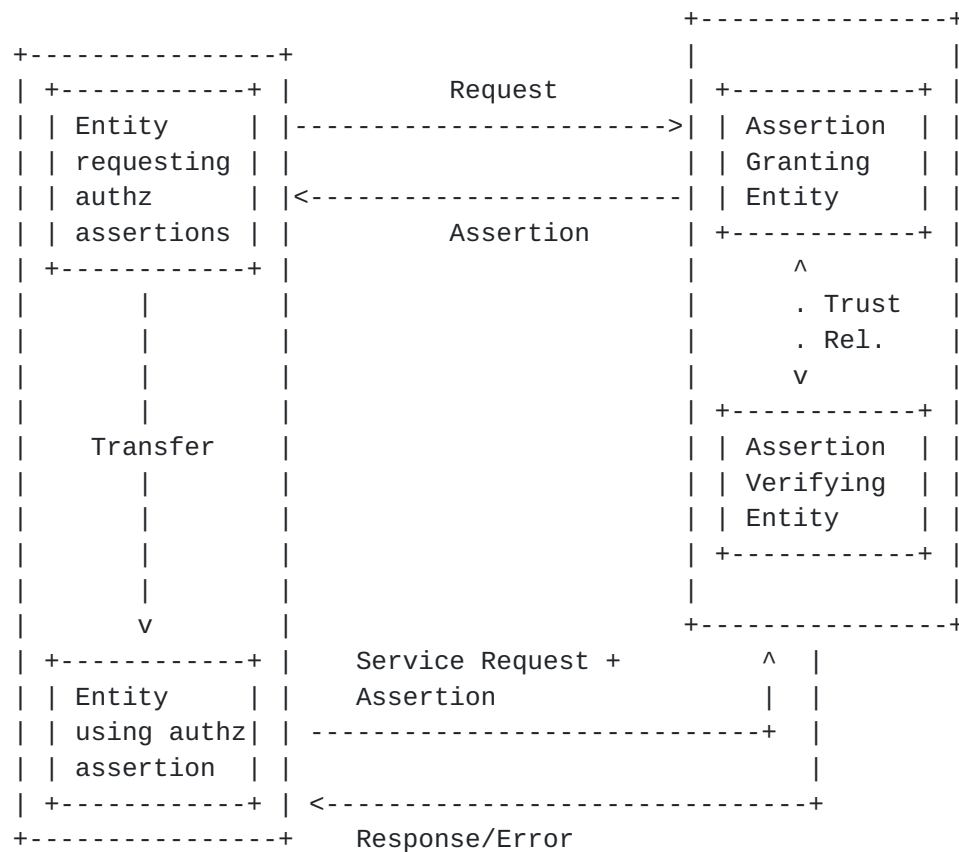 Request
Entity
requesting
authz
assertions
Assertion
Granting
Entity
Assertion
Trust
Rel.
Transfer
Assertion
Verifying
Entity
Service Request +
Assertion
Entity
using authz
assertion
Response/Error